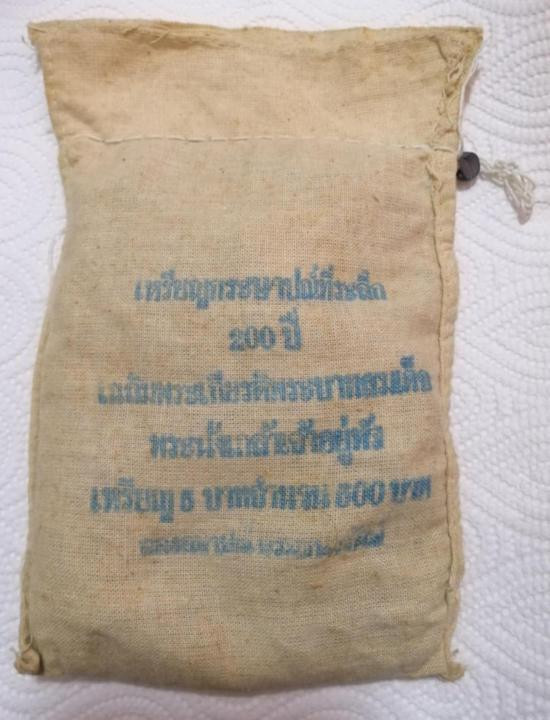 เหรียญกระษาปณ์ที่ระลึก
200 ปี
เฉลิมพระเกียรติพระบาทสมเด็จ
พระนั่งเกล้าเจ้าอยู่หัว
เหรียญ 5 บาทจำนวน 500 บาท